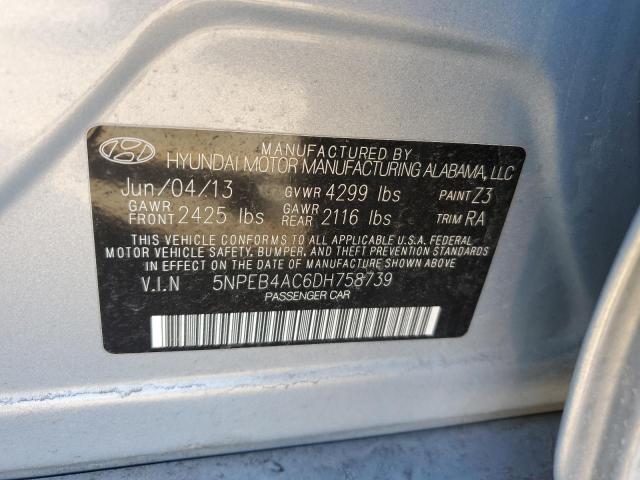 MANUFACTURED BY
HYUNDAI MOTOR MANUFACTURING ALABAMA, LLC
Jun/04/13 GVWR 4299 lbs PAINT Z3
GAWR FRONT 2425 lbs GAWR REAR 2116 lbs TRIM RA
THIS VEHICLE CONFORMS TO ALL APPLICABLE U.S.A. FEDERAL
MOTOR VEHICLE SAFETY, BUMPER, AND THEFT PREVENTION STANDARDS
IN EFFECT ON THE DATE OF MANUFACTURE SHOWN ABOVE
V.I.N 5NPEB4AC6DH758739
PASSENGER CAR